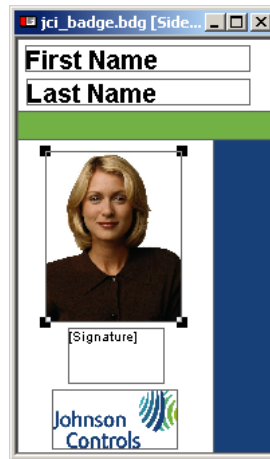 jci_badge.bdg [Side...
First Name
Last Name
[Signature]
Johnson
Controls